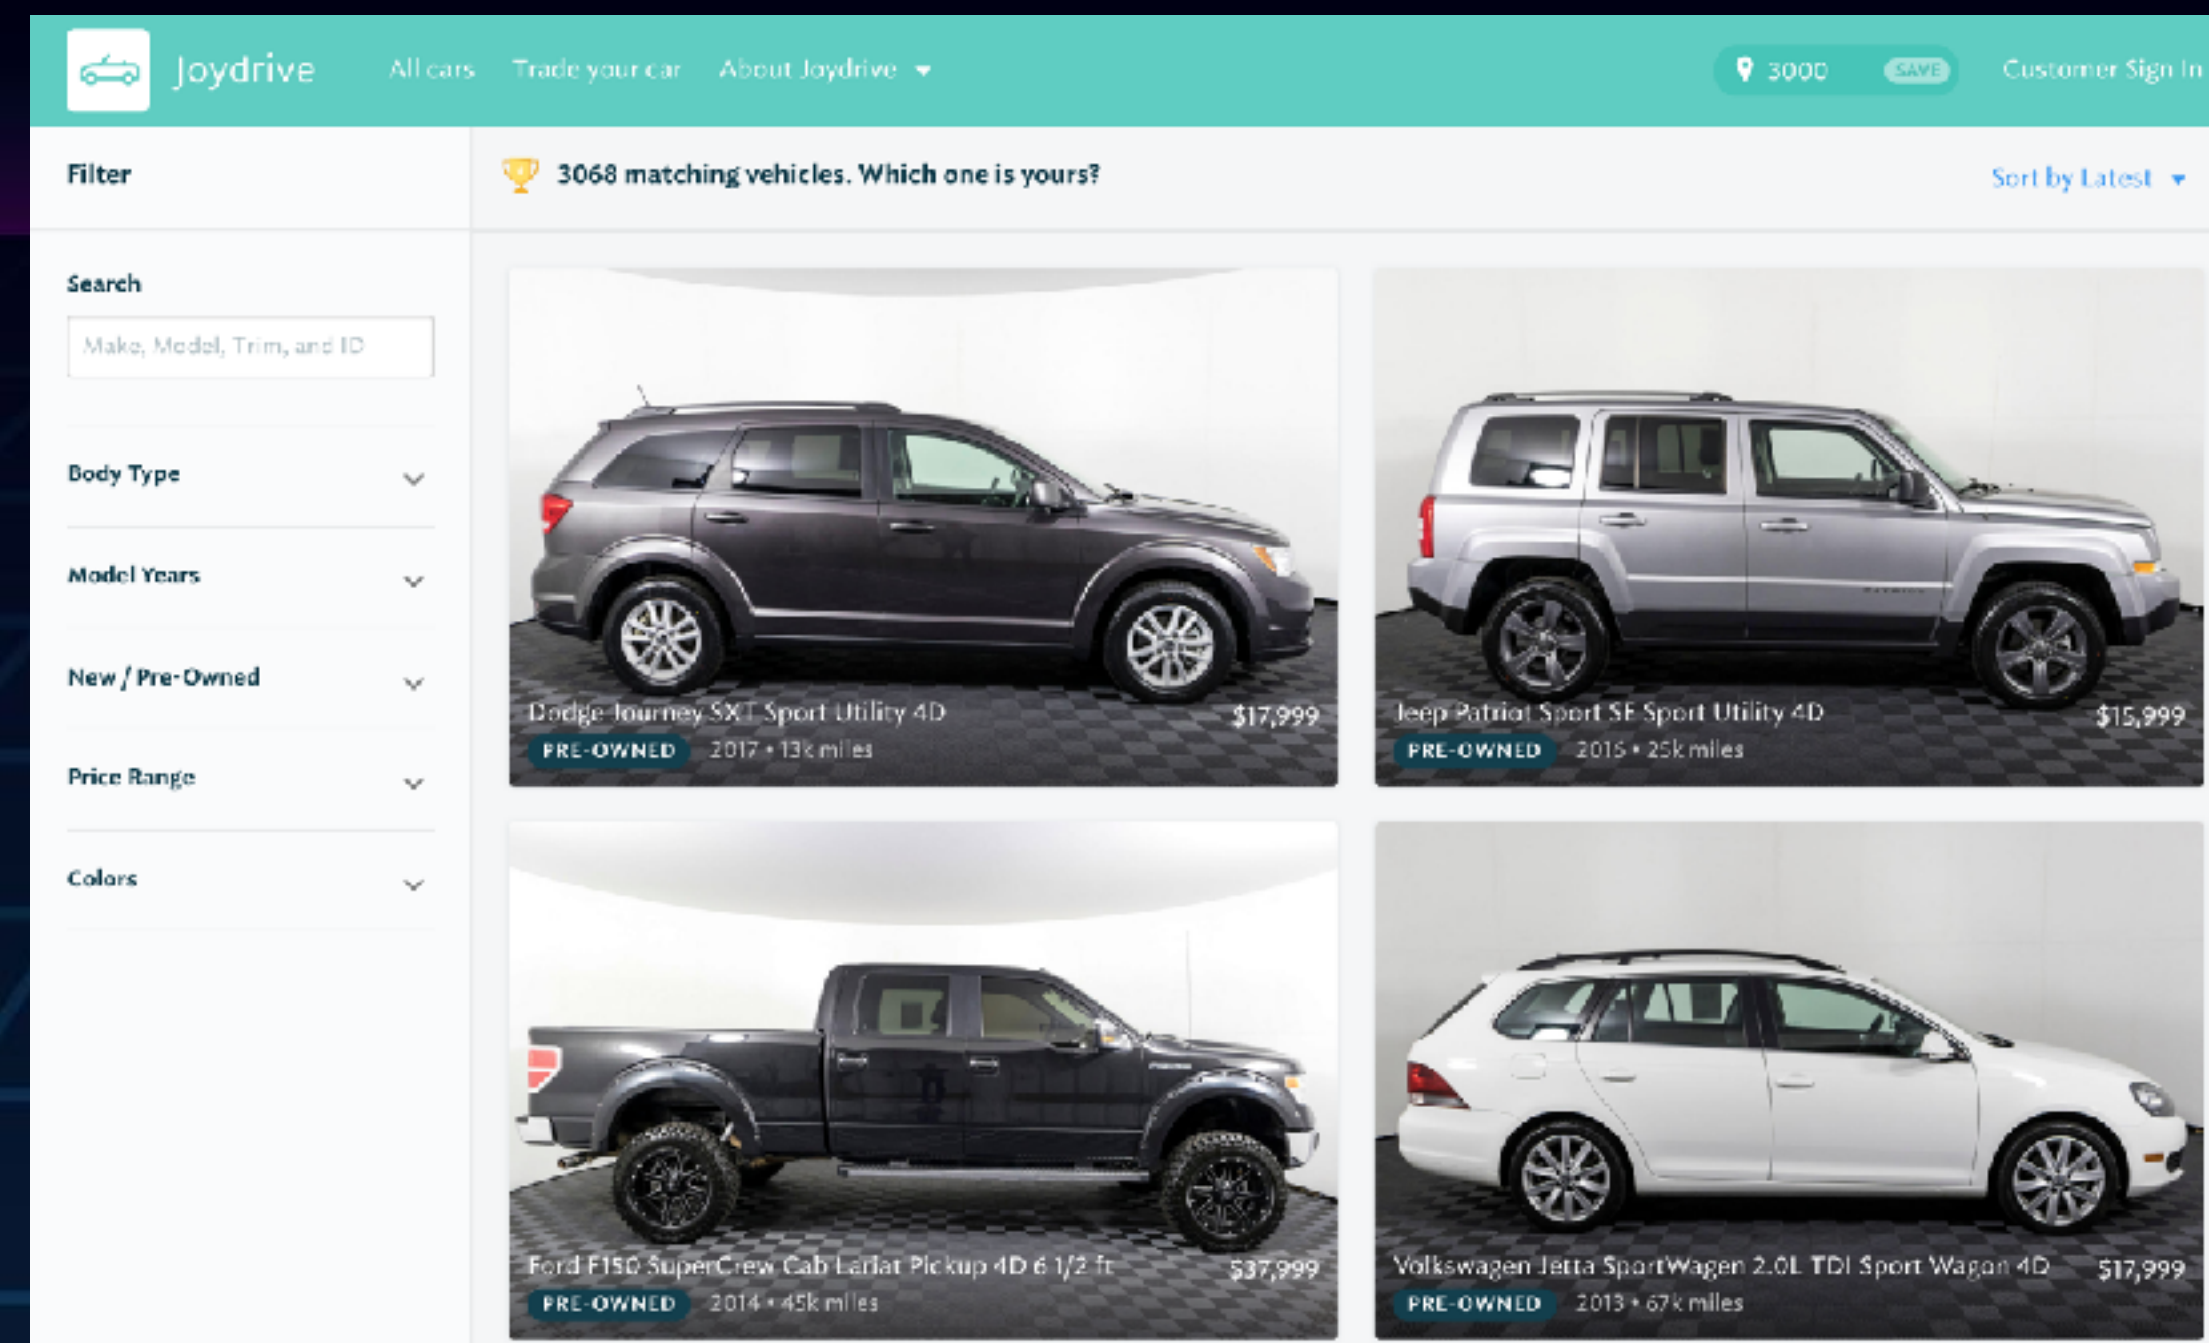 Joydrive
All cars
Trade your car
About Joydrive
3000
SAVE
Customer Sign In
Filter
3068 matching vehicles. Which one is yours?
Sort by Latest
Search
Make, Model, Trim, and ID
Body Type
Model Years
New / Pre-Owned
Price Range
Colors
Dodge Journey SXT Sport Utility 4D
$17,999
PRE-OWNED
2017 • 13k miles
Jeep Patriot Sport SE Sport Utility 4D
$15,999
PRE-OWNED
• 25k miles
Ford F150 SuperCrew Cab Lariat Pickup 4D 6 1/2 ft
$37,999
PRE-OWNED
2014 • 45k miles
Volkswagen Jetta SportWagen 2.0L TDI Sport Wagon 4D
$17,999
PRE-OWNED
2013 • 67k miles